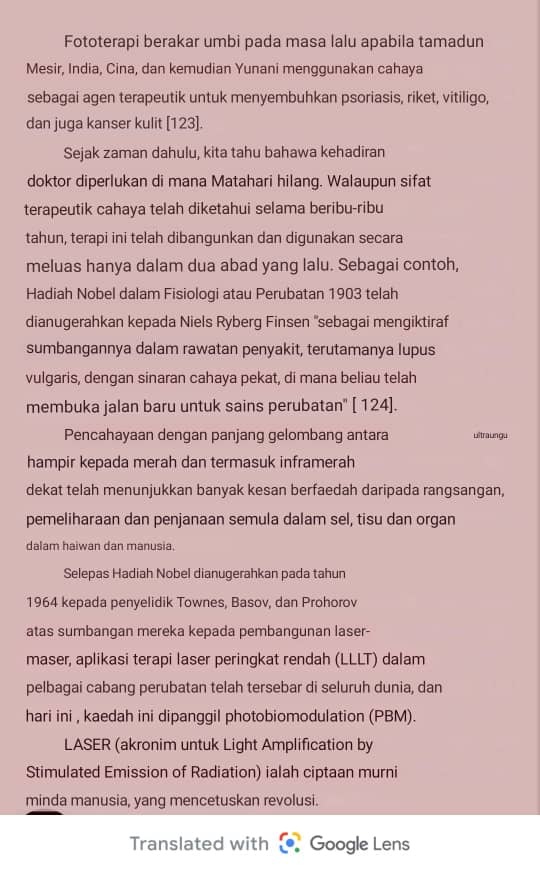 Fototerapi berakar umbi pada masa lalu apabila tamadun
Mesir, India, Cina, dan kemudian Yunani menggunakan cahaya
sebagai agen terapeutik untuk menyembuhkan psoriasis, riket, vitiligo,
dan juga kanser kulit [123].
Sejak zaman dahulu, kita tahu bahawa kehadiran
doktor diperlukan di mana Matahari hilang. Walaupun sifat
terapeutik cahaya telah diketahui selama beribu-ribu
tahun, terapi ini telah dibangunkan dan digunakan secara
meluas hanya dalam dua abad yang lalu. Sebagai contoh,
Hadiah Nobel dalam Fisiologi atau Perubatan 1903 telah
dianugerahkan kepada Niels Ryberg Finsen "sebagai mengiktiraf
sumbangannya dalam rawatan penyakit, terutamanya lupus
vulgaris, dengan sinaran cahaya pekat, di mana beliau telah
membuka jalan baru untuk sains perubatan" [ 124].
Pencahayaan dengan panjang gelombang antara ultraungu
hampir kepada merah dan termasuk inframerah
dekat telah menunjukkan banyak kesan berfaedah daripada rangsangan,
pemeliharaan dan penjanaan semula dalam sel, tisu dan organ
dalam haiwan dan manusia.
Selepas Hadiah Nobel dianugerahkan pada tahun
1964 kepada penyelidik Townes, Basov, dan Prohorov
atas sumbangan mereka kepada pembangunan laser-
maser, aplikasi terapi laser peringkat rendah (LLLT) dalam
pelbagai cabang perubatan telah tersebar di seluruh dunia, dan
hari ini , kaedah ini dipanggil photobiomodulation (PBM).
LASER (akronim untuk Light Amplification by
Stimulated Emission of Radiation) ialah ciptaan murni
minda manusia, yang mencetuskan revolusi.
Translated with Google Lens